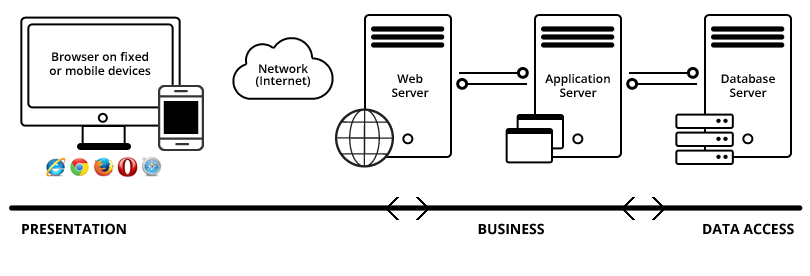 Browser on fixed
or mobile devices
Network
(Internet)
Web
Server
Application
Server
Database
Server
PRESENTATION
BUSINESS
DATA ACCESS